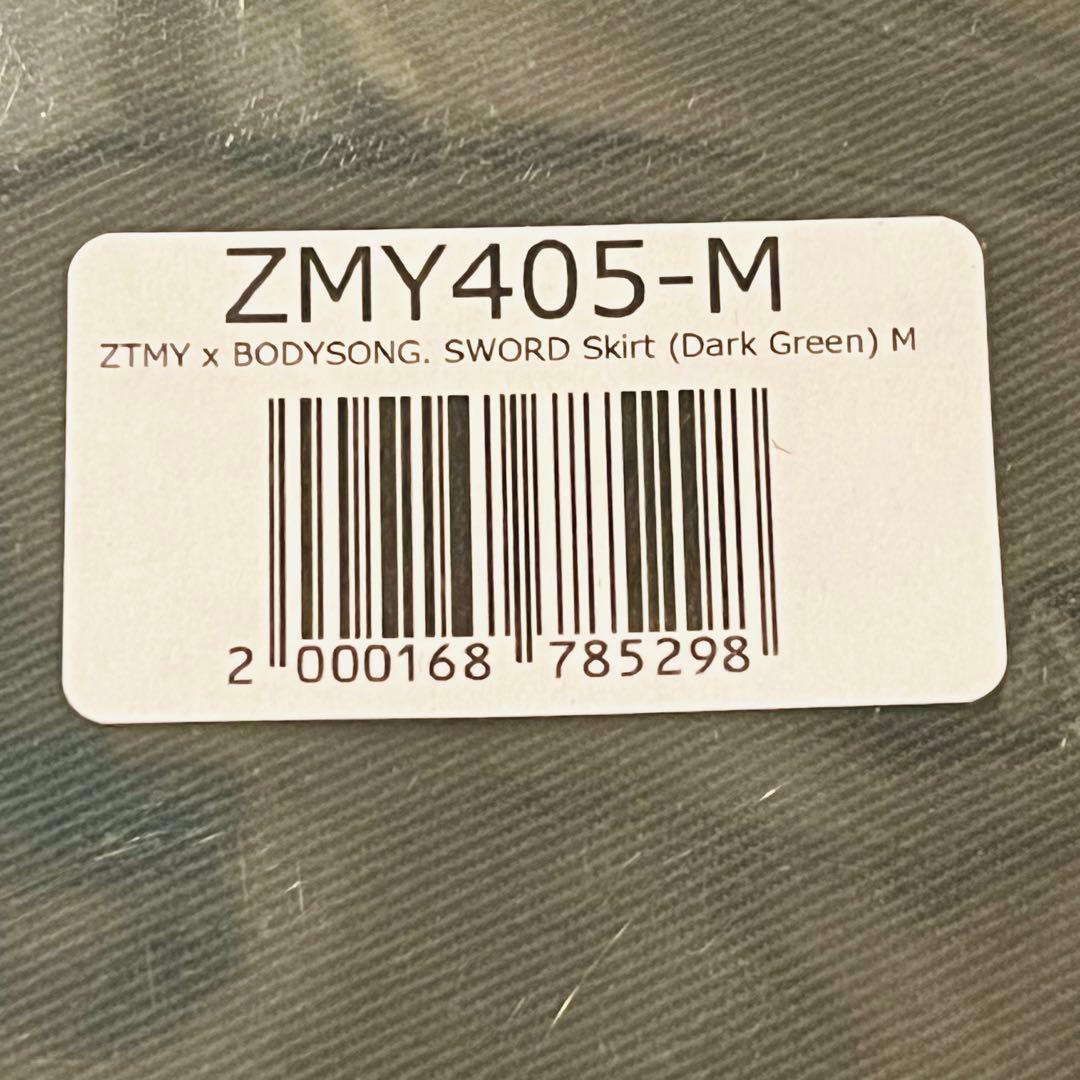 ZMY405-M
ZTMY x BODYSONG. SWORD Skirt (Dark Green) M
2 000168 785298